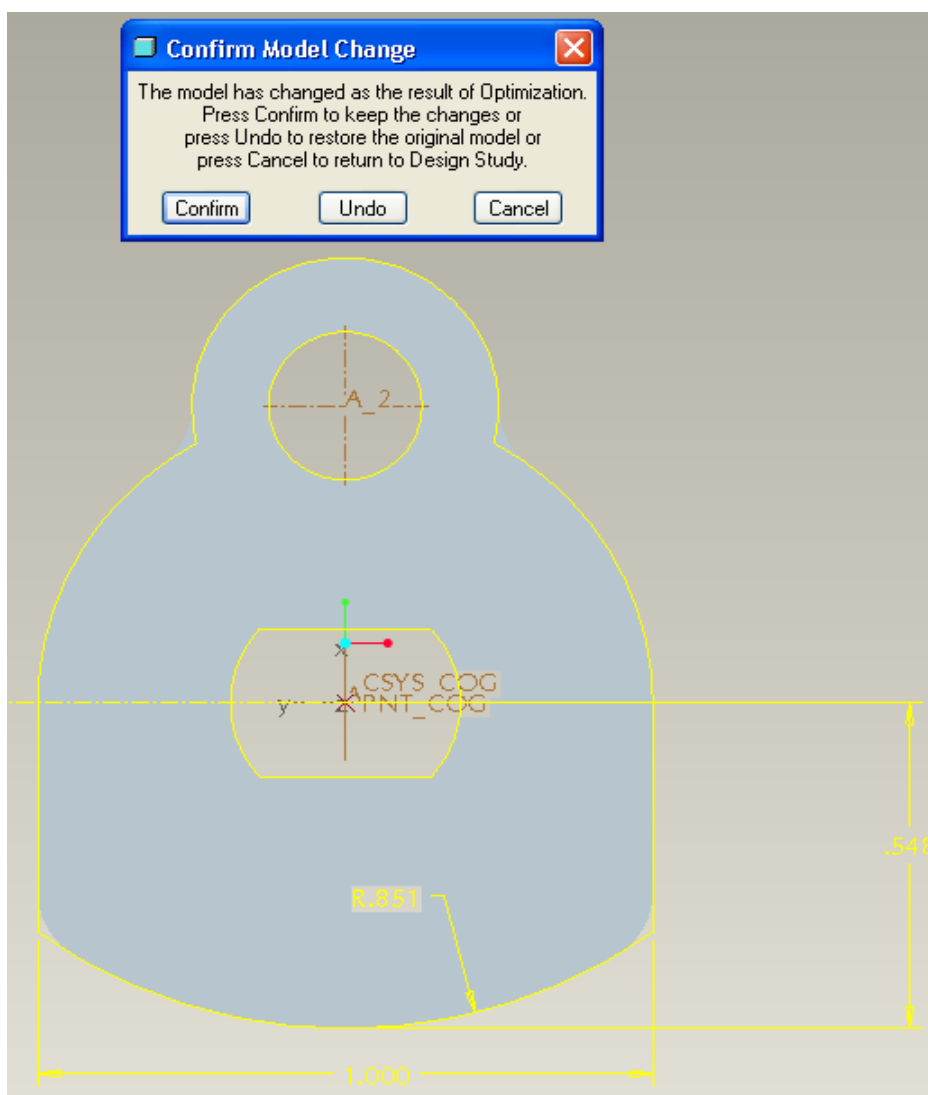 Confirm Model Change
The model has changed as the result of Optimization.
Press Confirm to keep the changes or
press Undo to restore the original model or
press Cancel to return to Design Study.
Confirm Undo Cancel
A_2
x
CSYS_COG
y PNT_COG
.548
R.851
1.000